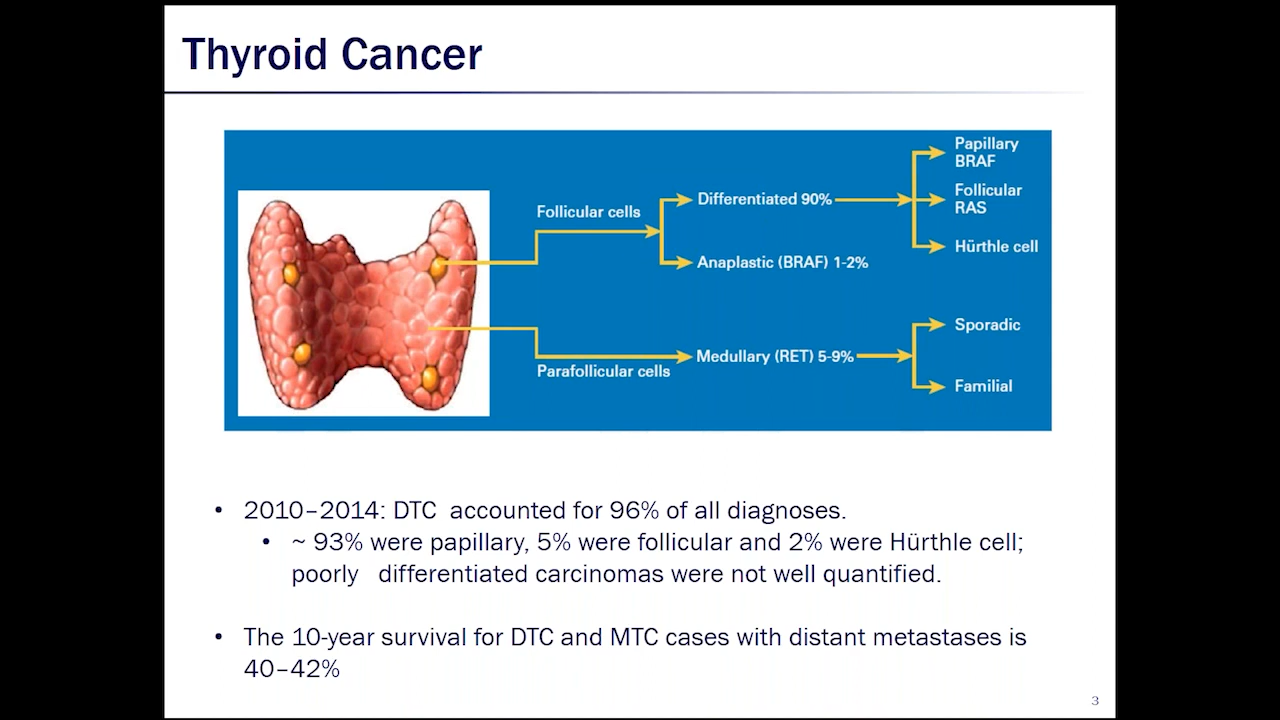 Thyroid Cancer
Papillary
BRAF
Follicular
RAS
Hürthle cell
Follicular cells
Differentiated 90%
Anaplastic (BRAF) 1-2%
Sporadic
Medullary (RET) 5-9%
Parafollicular cells
Familial
• 2010–2014: DTC accounted for 96% of all diagnoses.
• ~ 93% were papillary, 5% were follicular and 2% were Hürthle cell;
poorly differentiated carcinomas were not well quantified.
• The 10-year survival for DTC and MTC cases with distant metastases is
40–42%
3